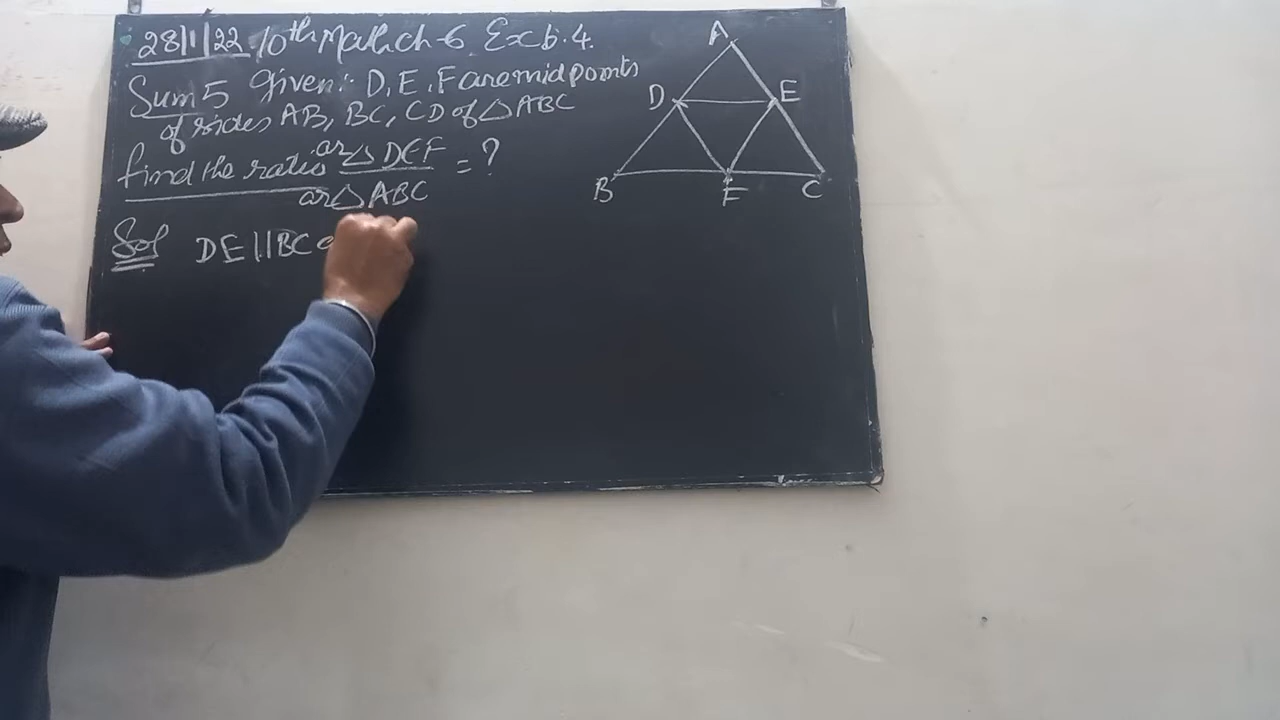 28/1/22 10th Math ch-6 Ex 6.4.
Sum 5 Given:- D, E, F are midpoints
of sides AB, BC, CD of △ABC
find the ratio ar△DEF = ?
ar△ABC
Sol DE||BC
A
D E
B F C